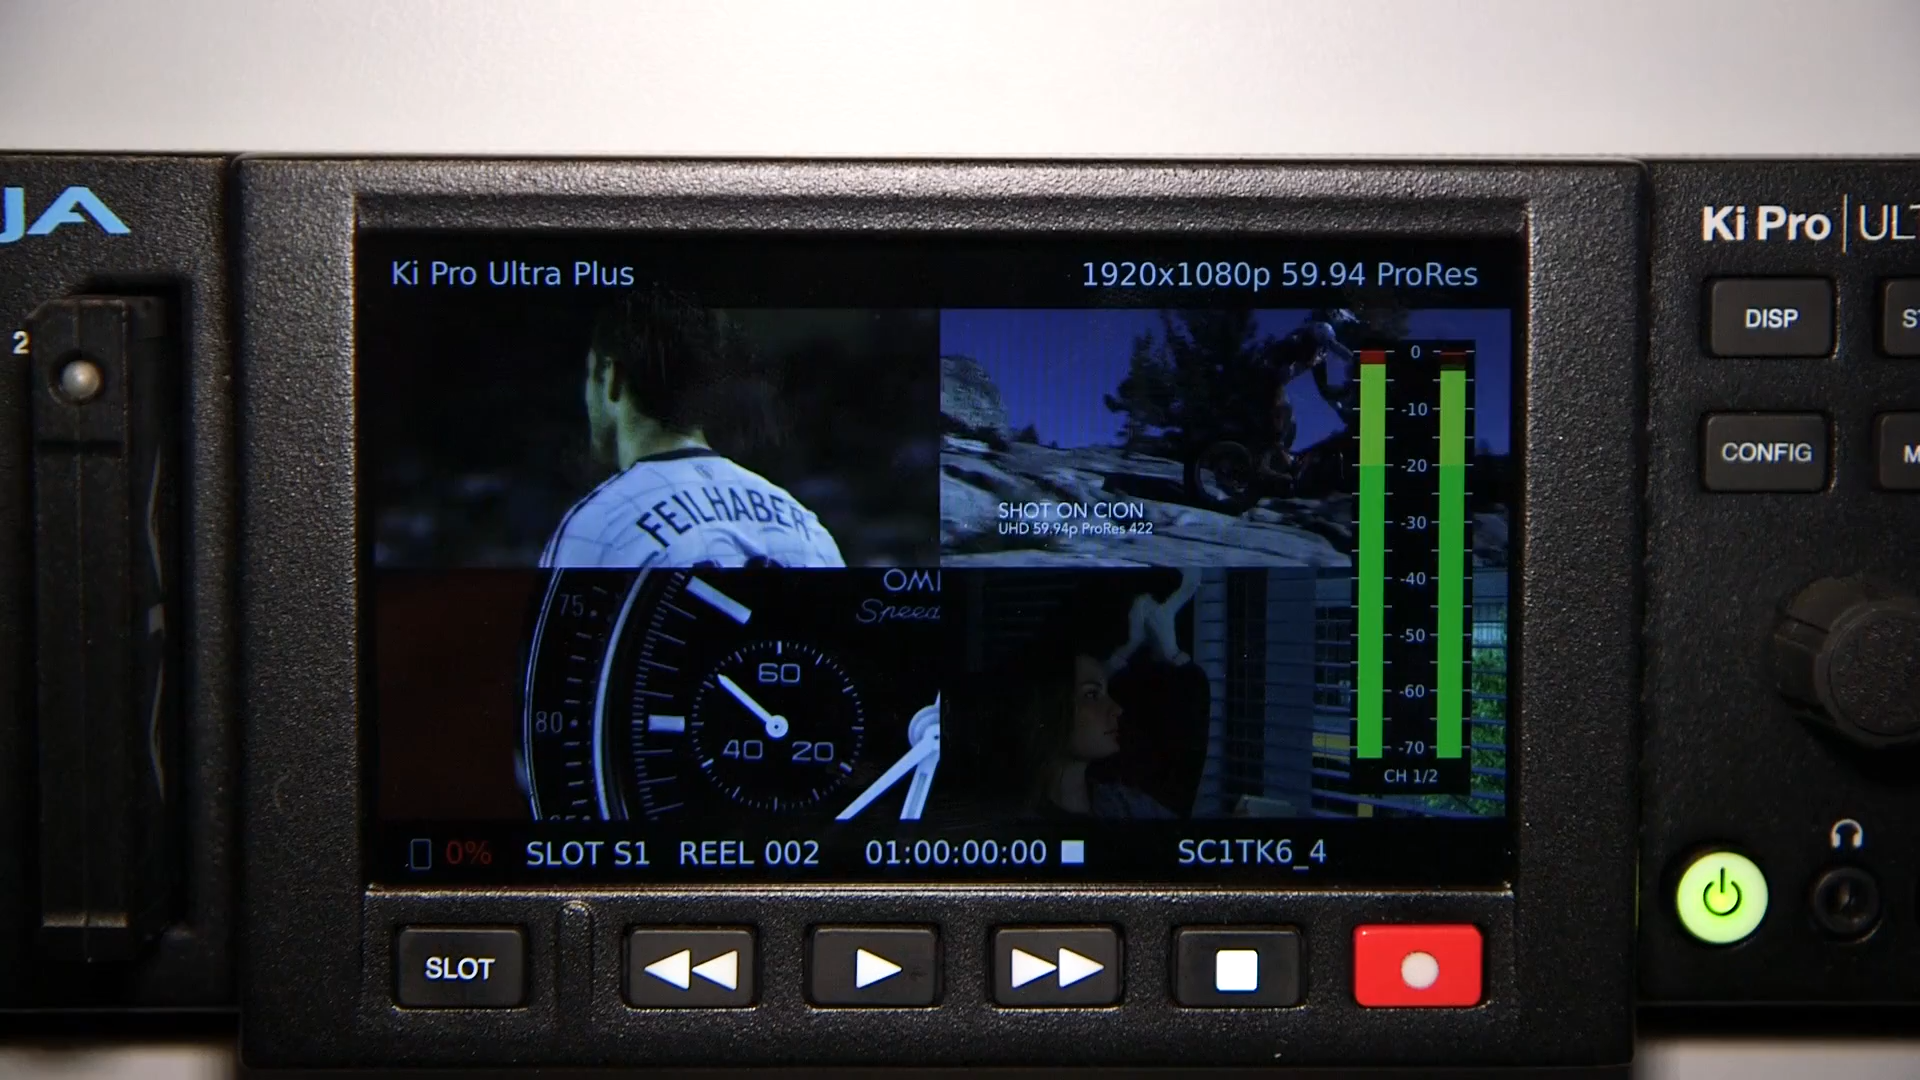 AJA
Ki Pro ULT
Ki Pro Ultra Plus
1920x1080p 59.94 ProRes
2
DISP
CONFIG
FEILHABER
SHOT ON CION
UHD 59.94p ProRes 422
0
-10
-20
-30
-40
-50
-60
-70
CH 1/2
75
80
OM
Speed
60
40 20
0% SLOT S1 REEL 002 01:00:00:00 SC1TK6_4
SLOT